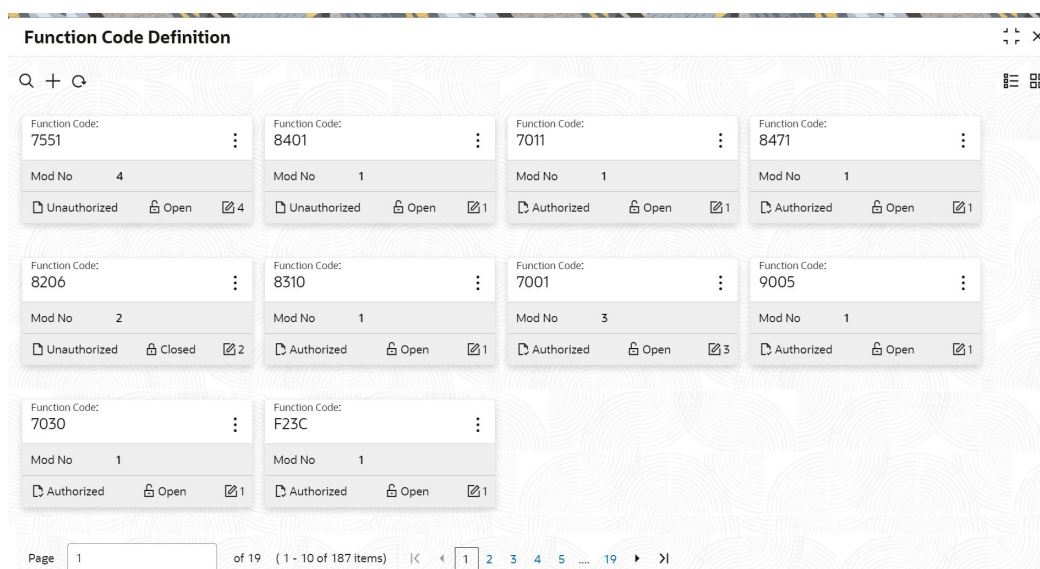 Function Code Definition
Function Code: Function Code: Function Code: Function Code:
7551 8401 7011 8471
Mod No 4 Mod No 1 Mod No 1 Mod No 1
Unauthorized Open 4 Unauthorized Open 1 Authorized Open 1 Authorized Open 1
Function Code: Function Code: Function Code: Function Code:
8206 8310 7001 9005
Mod No 2 Mod No 1 Mod No 3 Mod No 1
Unauthorized Closed 2 Authorized Open 1 Authorized Open 3 Authorized Open 1
Function Code: Function Code:
7030 F23C
Mod No 1 Mod No 1
Authorized Open 1 Authorized Open 1
Page 1 of 19 ( 1 - 10 of 187 items) 1 2 3 4 5 .... 19